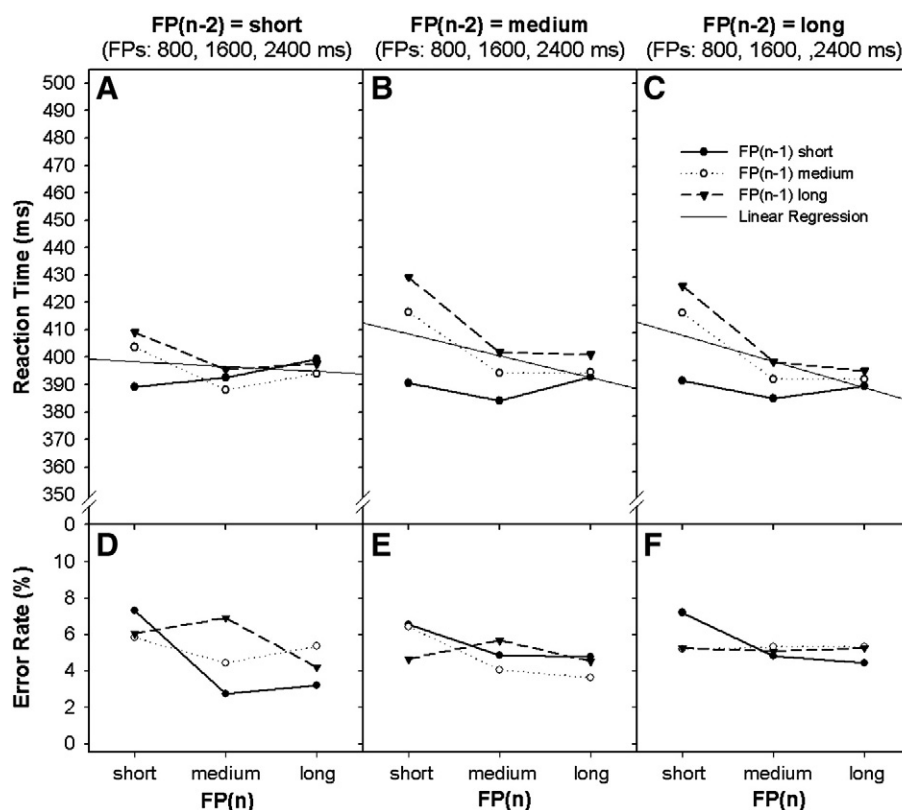 FP(n-2) = short
(FPs: 800, 1600, 2400 ms)
FP(n-2) = medium
(FPs: 800, 1600, 2400 ms)
FP(n-2) = long
(FPs: 800, 1600, ,2400 ms)
Reaction Time (ms)
500
490
480
470
460
450
440
430
420
410
400
390
380
370
360
350
0
A
B
C
FP(n-1) short
FP(n-1) medium
FP(n-1) long
Linear Regression
Error Rate (%)
10
8
6
4
2
0
D
E
F
short medium long
short medium long
short medium long
FP(n)
FP(n)
FP(n)